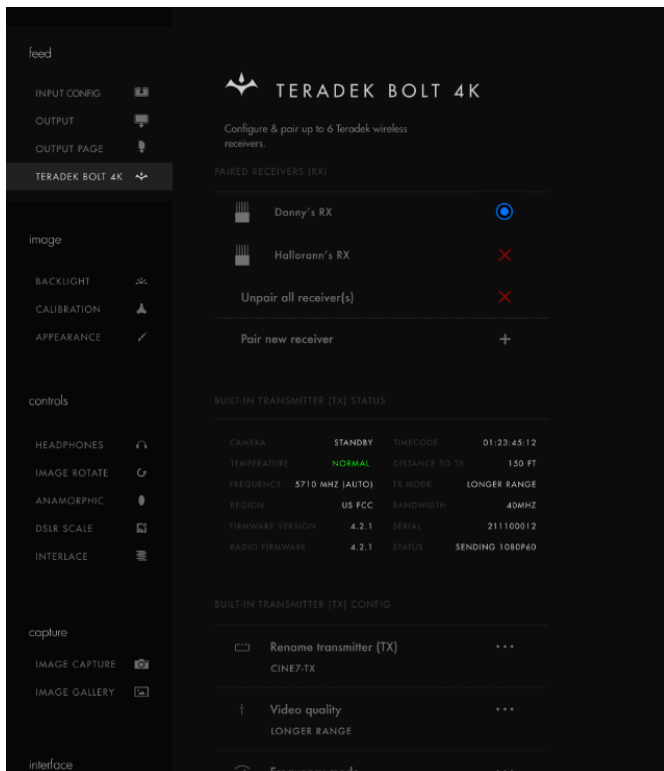 feed
INPUT CONFIG
OUTPUT
OUTPUT PAGE
TERADEK BOLT 4K
image
BACKLIGHT
CALIBRATION
APPEARANCE
controls
HEADPHONES
IMAGE ROTATE
ANAMORPHIC
DSLR SCALE
INTERLACE
capture
IMAGE CAPTURE
IMAGE GALLERY
interface
TERADEK BOLT 4K
Configure & pair up to 6 Teradek wireless
receivers.
PAIRED RECEIVERS (RX)
Danny's RX
Hallorann's RX
Unpair all receiver(s)
Pair new receiver
BUILT-IN TRANSMITTER (TX) STATUS
CAMERA STANDBY TIMECODE 01:23:45:12
TEMPERATURE NORMAL DISTANCE TO TX 150 FT
FREQUENCY 5710 MHZ (AUTO) TX MODE LONGER RANGE
REGION US FCC BANDWIDTH 40MHZ
FIRMWARE VERSION 4.2.1 SERIAL 211100012
RADIO FIRMWARE 4.2.1 STATUS SENDING 1080P60
BUILT-IN TRANSMITTER (TX) CONFIG
Rename transmitter (TX)
CINE7-TX
Video quality
LONGER RANGE
Frequency mode